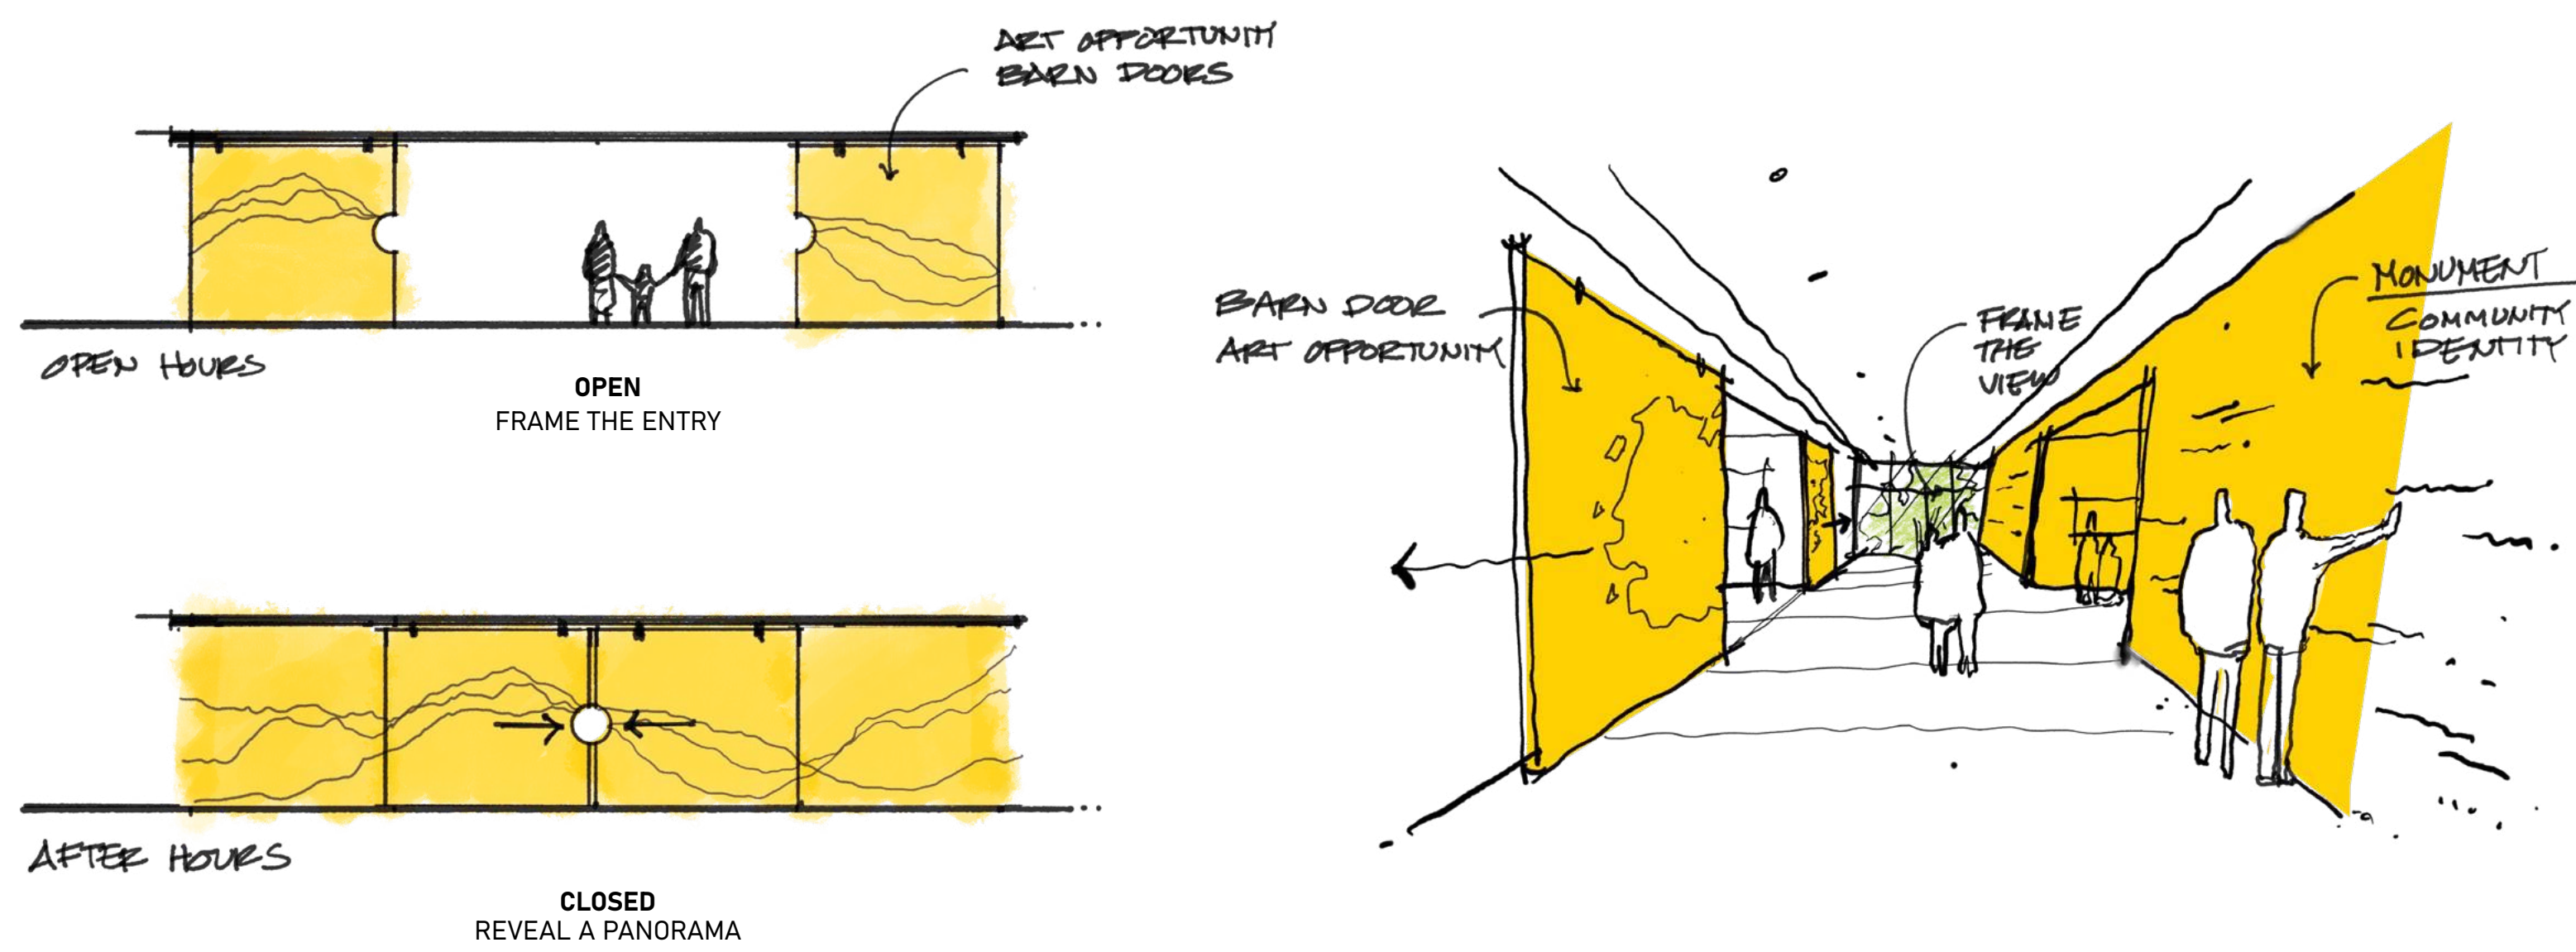 ART OPPORTUNITY
BARN DOORS
OPEN HOURS
OPEN
FRAME THE ENTRY
AFTER HOURS
CLOSED
REVEAL A PANORAMA
BARN DOOR
ART OPPORTUNITY
FRAME
THE
VIEW
MONUMENT
COMMUNITY
IDENTITY